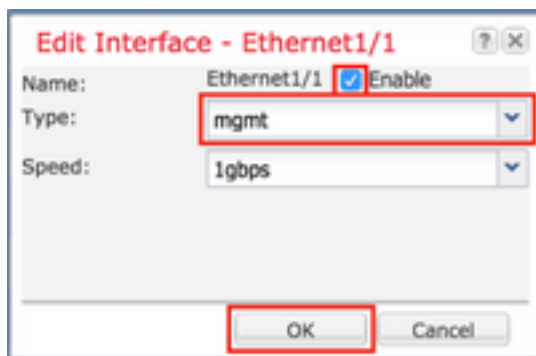 Edit Interface - Ethernet1/1
Name: Ethernet1/1 Enable
Type: mgmt
Speed: 1gbps
OK Cancel